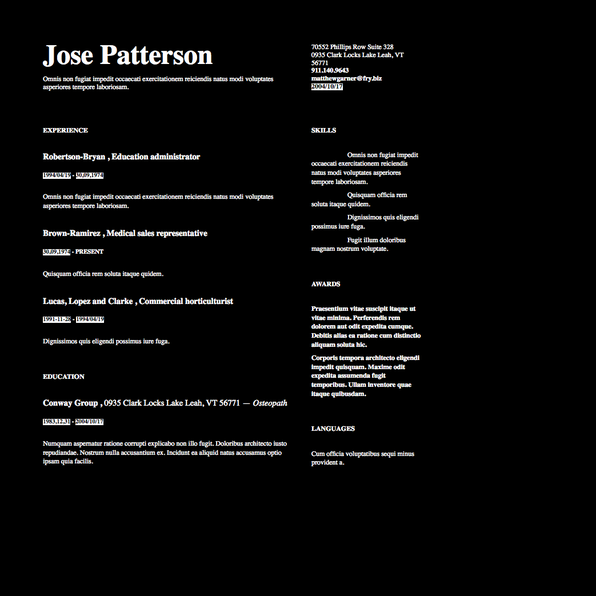 Jose Patterson
Omnis non fugiat impedit occaecati exercitationem reiciendis natus modi voluptates
asperiores tempore laboriosam.
70552 Phillips Row Suite 328
0935 Clark Locks Lake Leah, VT
56771
911.140.9643
matthewgarner@fry.biz
2004/10/17
EXPERIENCE
Robertson-Bryan , Education administrator
1994/04/19 - 30.09.1974
Omnis non fugiat impedit occaecati exercitationem reiciendis natus modi voluptates
asperiores tempore laboriosam.
Brown-Ramirez , Medical sales representative
30.09.1974 - PRESENT
Quisquam officia rem soluta itaque quidem.
Lucas, Lopez and Clarke , Commercial horticulturist
1991-11-28 - 1994/04/19
Dignissimos quis eligendi possimus iure fuga.
EDUCATION
Conway Group , 0935 Clark Locks Lake Leah, VT 56771 — Osteopath
1983.12.31 - 2004/10/17
Numquam aspernatur ratione corrupti explicabo non illo fugit. Doloribus architecto iusto
repudiandae. Nostrum nulla accusantium ex. Incidunt ea aliquid natus accusamus optio
ipsam quia facilis.
SKILLS
Omnis non fugiat impedit
occaecati exercitationem reiciendis
natus modi voluptates asperiores
tempore laboriosam.
Quisquam officia rem
soluta itaque quidem.
Dignissimos quis eligendi
possimus iure fuga.
Fugit illum doloribus
magnam nostrum voluptate.
AWARDS
Praesentium vitae suscipit itaque ut
vitae minima. Perferendis rem
dolorem aut odit expedita cumque.
Debitis alias ea ratione cum distinctio
aliquam soluta hic.
Corporis tempora architecto eligendi
impedit quisquam. Maxime odit
expedita assumenda fugit
temporibus. Ullam inventore quae
itaque quibusdam.
LANGUAGES
Cum officia voluptatibus sequi minus
provident a.